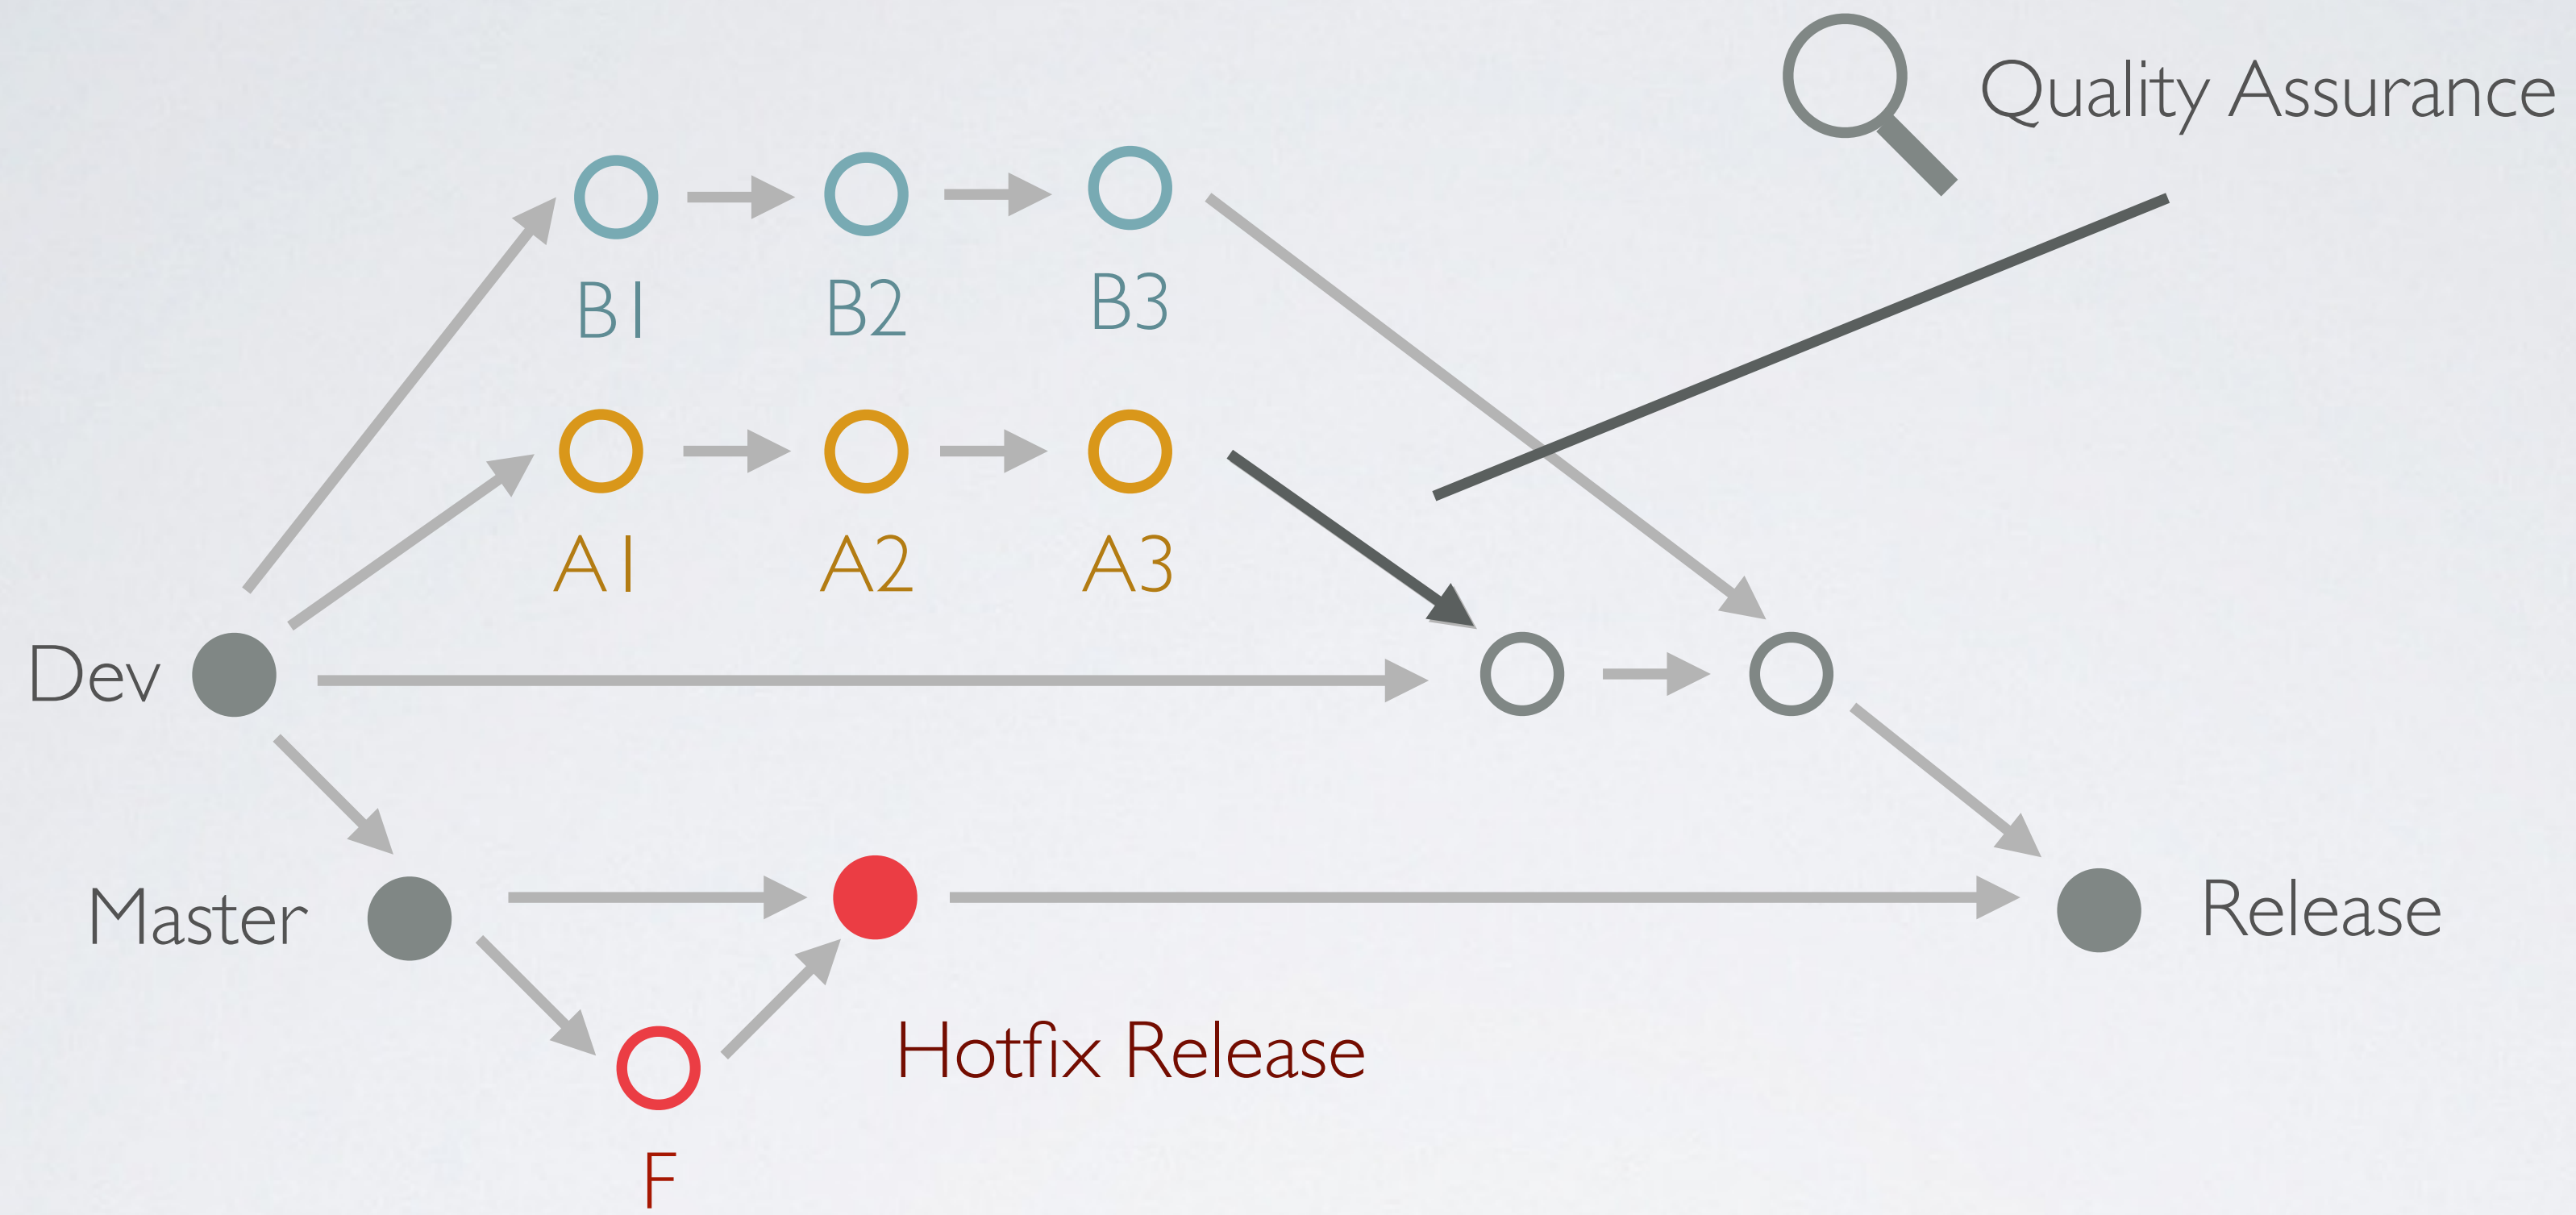 Quality Assurance
B1
B2
B3
A1
A2
A3
Dev
Master
Release
Hotfix Release
F